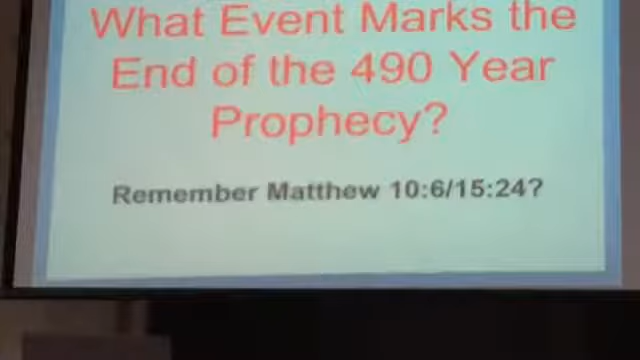 What Event Marks the
End of the 490 Year
Prophecy?
Remember Matthew 10:6/15:24?